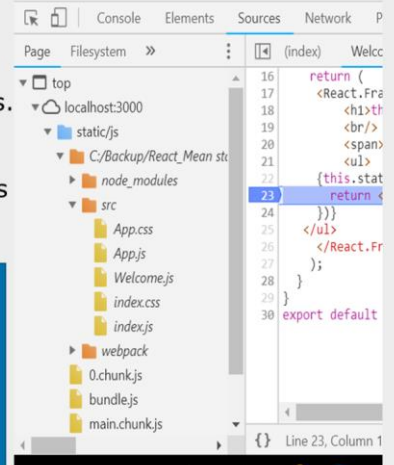 Console Elements Sources Network P
Page Filesystem »
(index) Welco
top
localhost:3000
static/js
C:/Backup/React_Mean stu
node_modules
src
App.css
App.js
Welcome.js
index.css
index.js
webpack
0.chunk.js
bundle.js
main.chunk.js
s.
s
16 return (
17 <React.Fra
18 <h1>th
19 <br/>
20 <span>
21 <ul>
22 {this.stat
23 return <
24 })}
25 </ul>
26 </React.Fr
27 );
28 }
29 }
30 export default
{} Line 23, Column 1